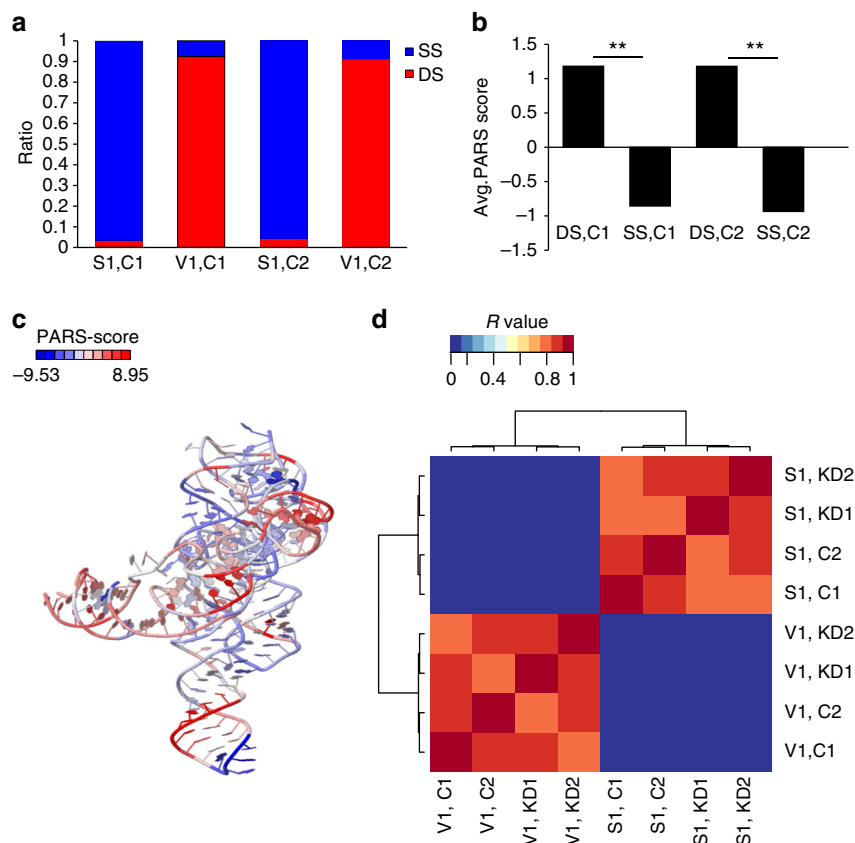 a
1
0.9
0.8
0.7
0.6
0.5
0.4
0.3
0.2
0.1
0
Ratio
S1,C1 V1,C1 S1,C2 V1,C2
SS
DS
b
1.5
1
0.5
0
−0.5
−1
−1.5
Avg.PARS score
** **
DS,C1 SS,C1 DS,C2 SS,C2
c
PARS-score
−9.53 8.95
d
R value
0 0.4 0.8 1
S1, KD2
S1, KD1
S1, C2
S1, C1
V1, KD2
V1, KD1
V1, C2
V1,C1
V1, C1
V1, C2
V1, KD1
V1, KD2
S1, C1
S1, C2
S1, KD1
S1, KD2